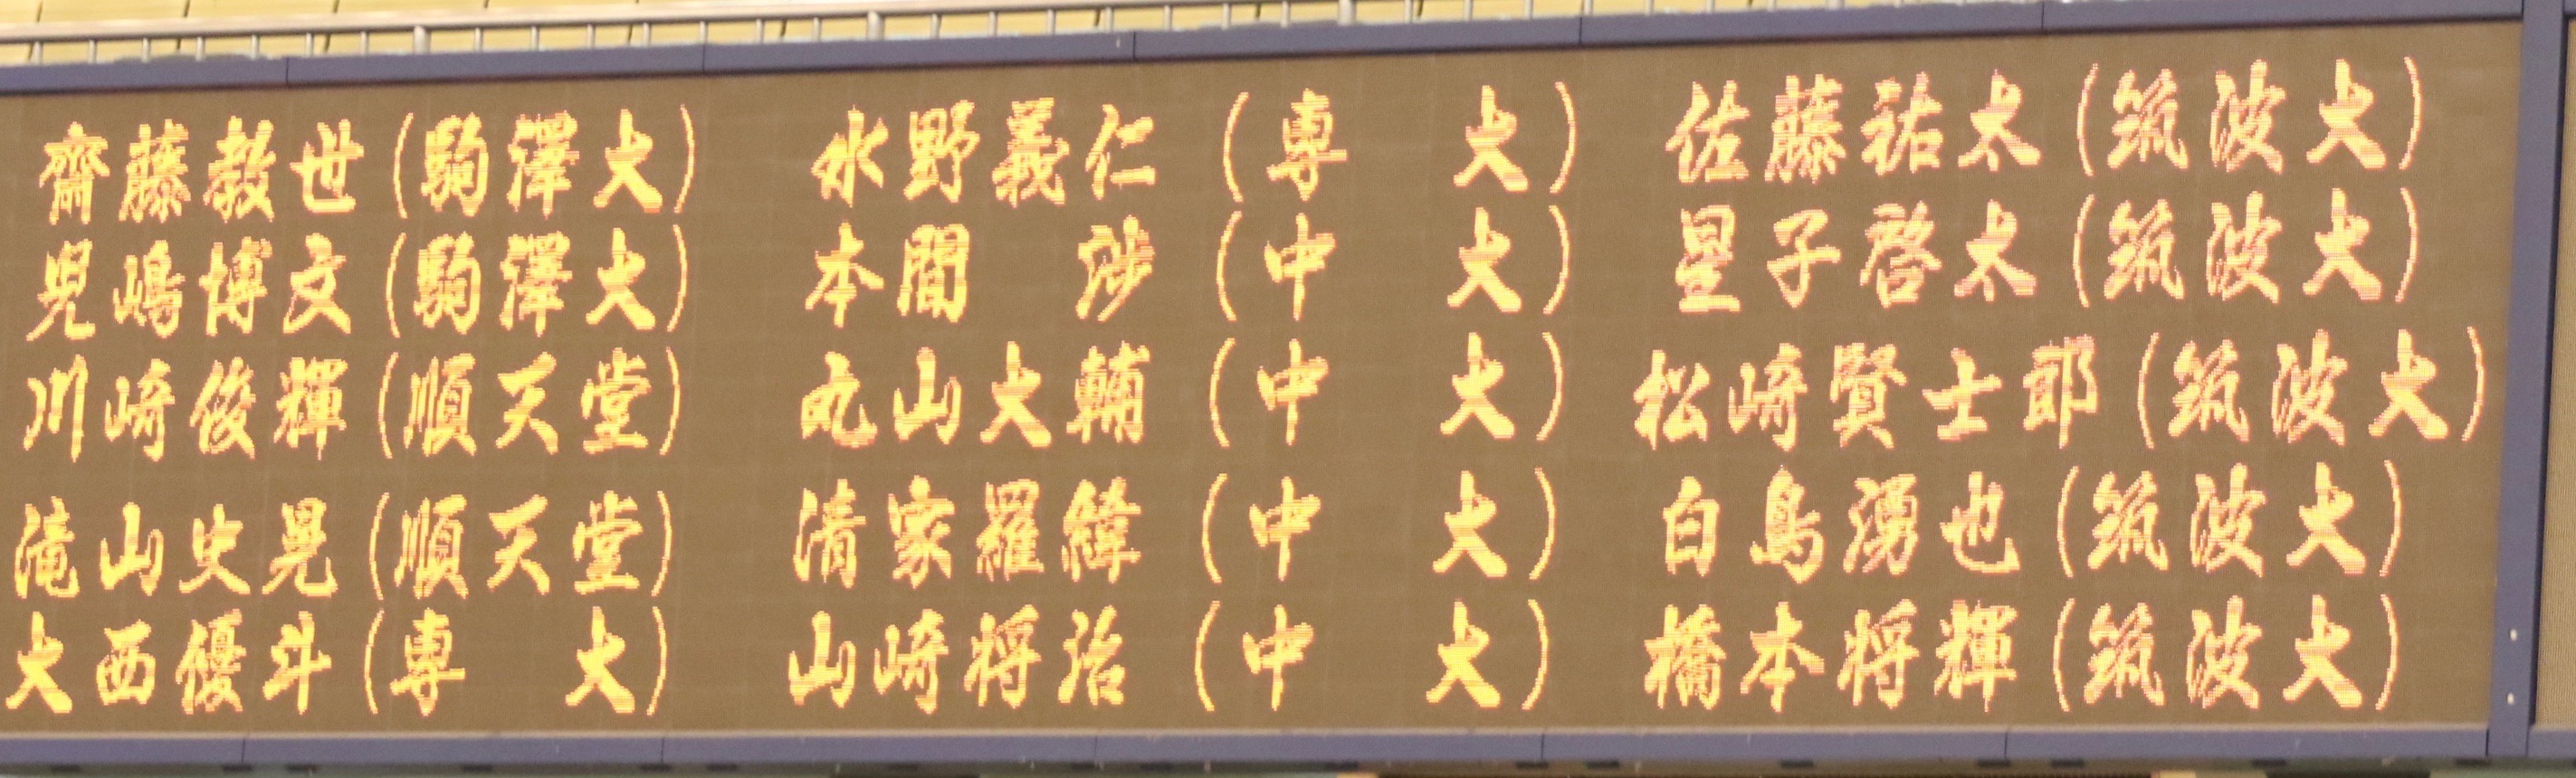 齋藤教世(駒澤大)
児嶋博文(駒澤大)
川崎俊輝(順天堂)
滝山史晃(順天堂)
大西優斗(専 大)
水野義仁(専 大)
本間 渉(中 大)
丸山大輔(中 大)
清家羅偉(中 大)
山崎将治(中 大)
佐藤祐太(筑波大)
星子啓太(筑波大)
松﨑賢士郎(筑波大)
白鳥湧也(筑波大)
橋本将輝(筑波大)